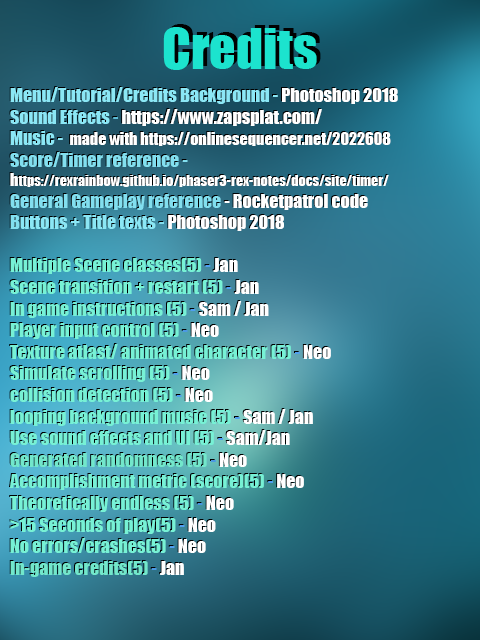 Credits
Menu/Tutorial/Credits Background - Photoshop 2018
Sound Effects - https://www.zapsplat.com/
Music - made with https://onlinesequencer.net/2022608
Score/Timer reference -
https://rexrainbow.github.io/phaser3-rex-notes/docs/site/timer/
General Gameplay reference - Rocketpatrol code
Buttons + Title texts - Photoshop 2018
Multiple Scene classes(5) - Jan
Scene transition + restart (5) - Jan
In game instructions (5) - Sam / Jan
Player input control (5) - Neo
Texture atlast/ animated character (5) - Neo
Simulate scrolling (5) - Neo
collision detection (5) - Neo
looping background music (5) - Sam / Jan
Use sound effects and UI (5) - Sam/Jan
Generated randomness (5) - Neo
Accomplishment metric (score)(5) - Neo
Theoretically endless (5) - Neo
>15 Seconds of play(5) - Neo
No errors/crashes(5) - Neo
In-game credits(5) - Jan